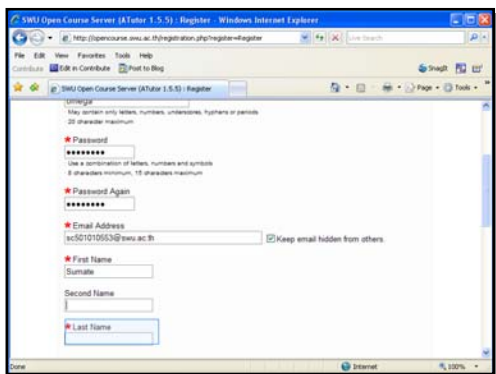 SWU Open Course Server (ATutor 1.5.5) : Register - Windows Internet Explorer
http://opencourse.swu.ac.th/registration.php?register=Register
Live Search
File Edit View Favorites Tools Help
Contribute Edit in Contribute Post to Blog
SnagIt
SWU Open Course Server (ATutor 1.5.5) : Register
Page Tools
omega
· May contain only letters, numbers, underscores, hyphens or periods
· 20 character maximum
* Password
••••••••
· Use a combination of letters, numbers and symbols
· 8 characters minimum, 15 characters maximum
* Password Again
••••••••
* Email Address
sc501010553@swu.ac.th Keep email hidden from others.
* First Name
Sumate
Second Name
* Last Name
Done Internet 100%